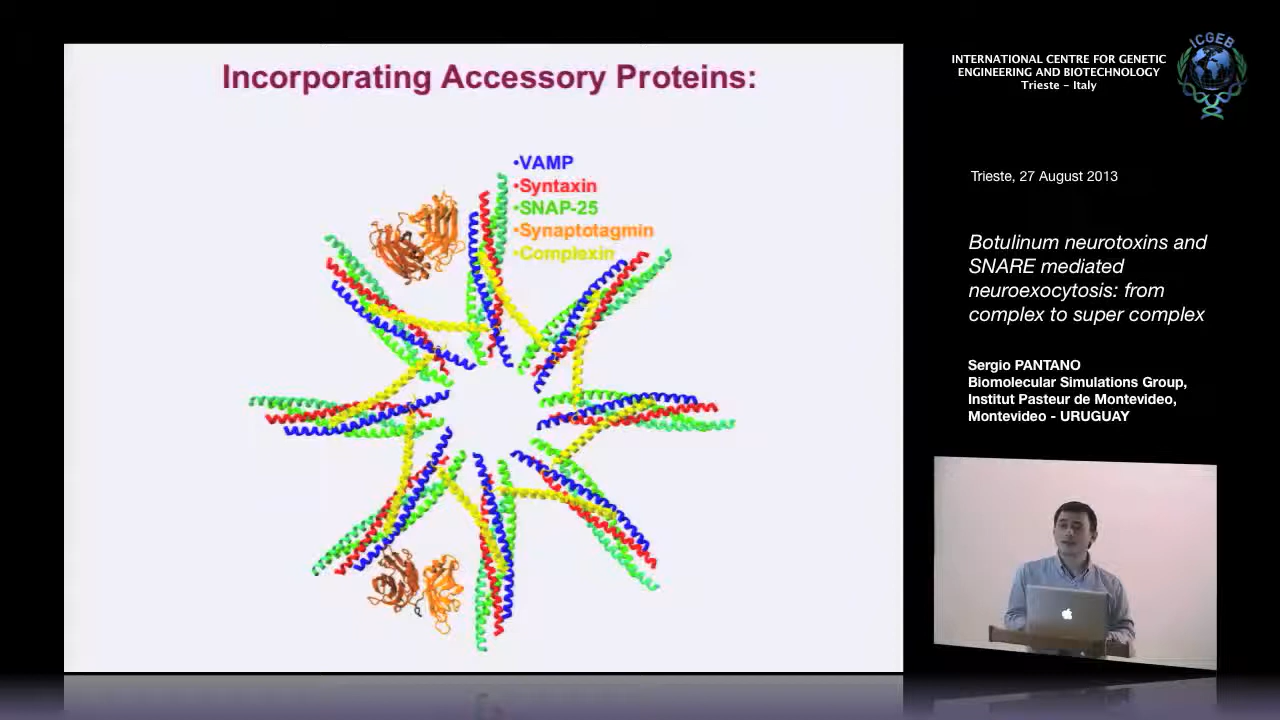 Incorporating Accessory Proteins:
•VAMP
•Syntaxin
•SNAP-25
•Synaptotagmin
•Complexin
INTERNATIONAL CENTRE FOR GENETIC
ENGINEERING AND BIOTECHNOLOGY
Trieste – Italy
ICGEB
Trieste, 27 August 2013
Botulinum neurotoxins and
SNARE mediated
neuroexocytosis: from
complex to super complex
Sergio PANTANO
Biomolecular Simulations Group,
Institut Pasteur de Montevideo,
Montevideo - URUGUAY